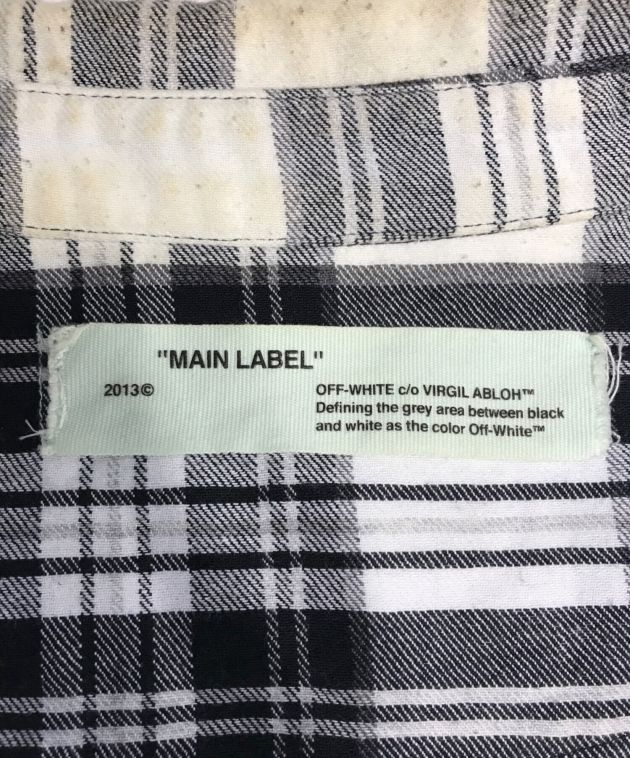 "MAIN LABEL"
2013©
OFF-WHITE c/o VIRGIL ABLOH™
Defining the grey area between black
and white as the color Off-White™